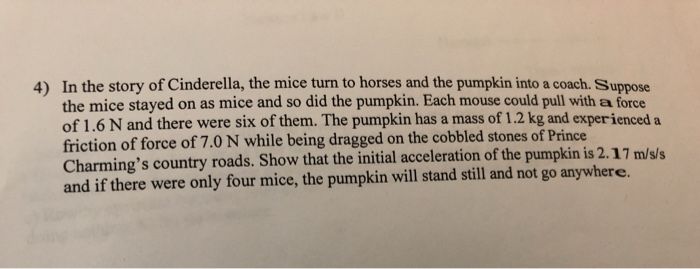 4) In the story of Cinderella, the mice turn to horses and the pumpkin into a coach. Suppose
the mice stayed on as mice and so did the pumpkin. Each mouse could pull with a force
of 1.6 N and there were six of them. The pumpkin has a mass of 1.2 kg and experienced a
friction of force of 7.0 N while being dragged on the cobbled stones of Prince
Charming's country roads. Show that the initial acceleration of the pumpkin is 2.17 m/s/s
and if there were only four mice, the pumpkin will stand still and not go anywhere.